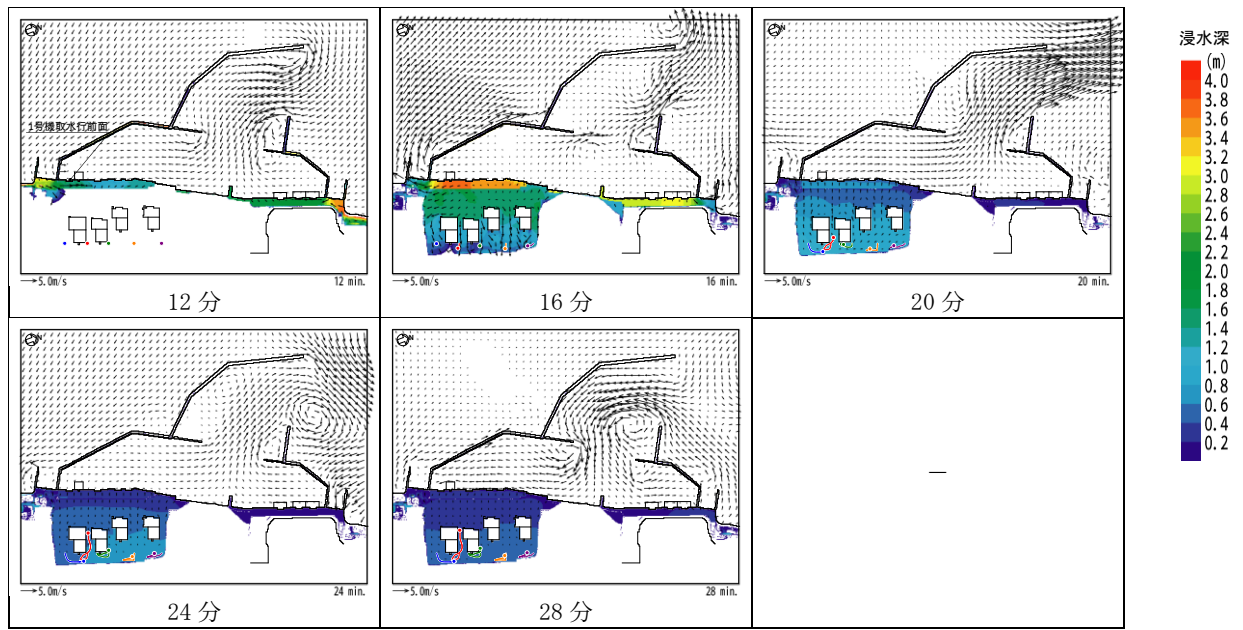 N
1号機取水行前面
→5.0m/s
12 min.
12 分
N
→5.0m/s
16 min.
16 分
N
→5.0m/s
20 min.
20 分
N
→5.0m/s
24 min.
24 分
N
→5.0m/s
28 min.
28 分
—
浸水深
(m)
4.0
3.8
3.6
3.4
3.2
3.0
2.8
2.6
2.4
2.2
2.0
1.8
1.6
1.4
1.2
1.0
0.8
0.6
0.4
0.2